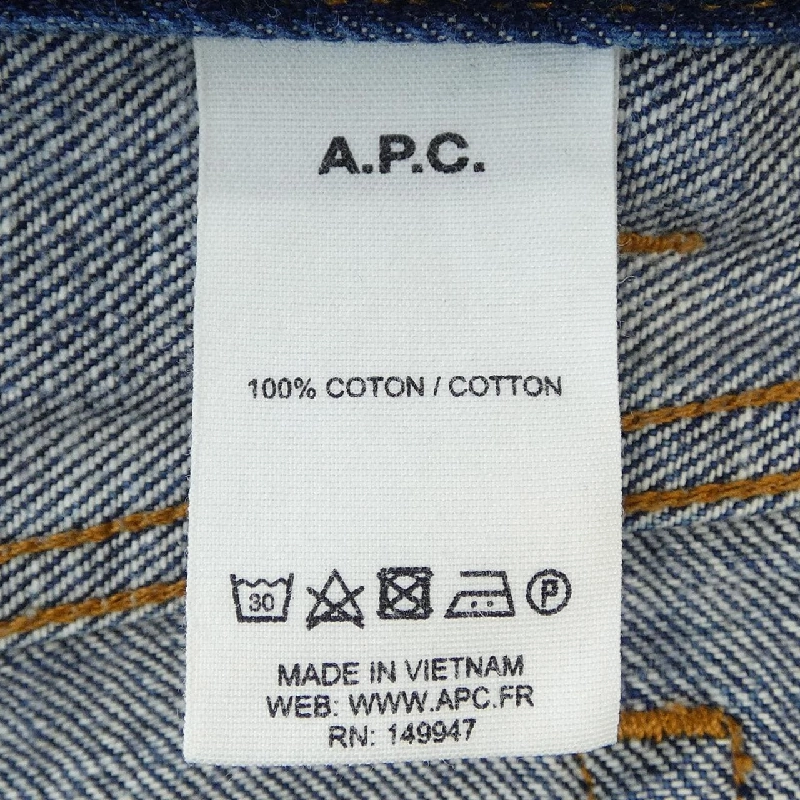 A.P.C.
100% COTON / COTTON
30 P
MADE IN VIETNAM
WEB: WWW.APC.FR
RN: 149947